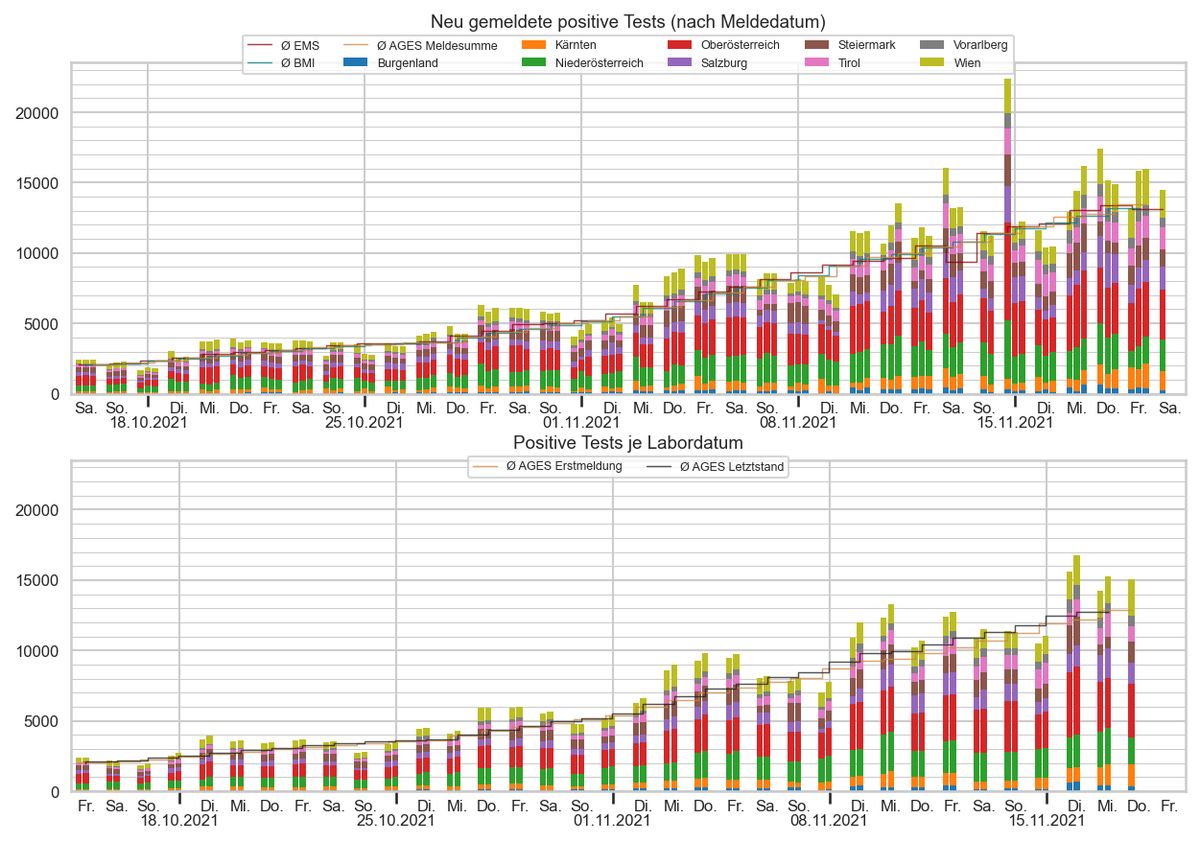 Neu gemeldete positive Tests (nach Meldedatum)
Ø EMS Ø AGES Meldesumme Kärnten Oberösterreich Steiermark Vorarlberg
Ø BMI Burgenland Niederösterreich Salzburg Tirol Wien
20000
15000
10000
5000
0
Sa. So. Di. Mi. Do. Fr. Sa. So. Di. Mi. Do. Fr. Sa. So. Di. Mi. Do. Fr. Sa. So. Di. Mi. Do. Fr. Sa. So. Di. Mi. Do. Fr. Sa.
18.10.2021 25.10.2021 01.11.2021 08.11.2021 15.11.2021
Positive Tests je Labordatum
Ø AGES Erstmeldung Ø AGES Letztstand
20000
15000
10000
5000
0
Fr. Sa. So. Di. Mi. Do. Fr. Sa. So. Di. Mi. Do. Fr. Sa. So. Di. Mi. Do. Fr. Sa. So. Di. Mi. Do. Fr. Sa. So. Di. Mi. Do. Fr.
18.10.2021 25.10.2021 01.11.2021 08.11.2021 15.11.2021